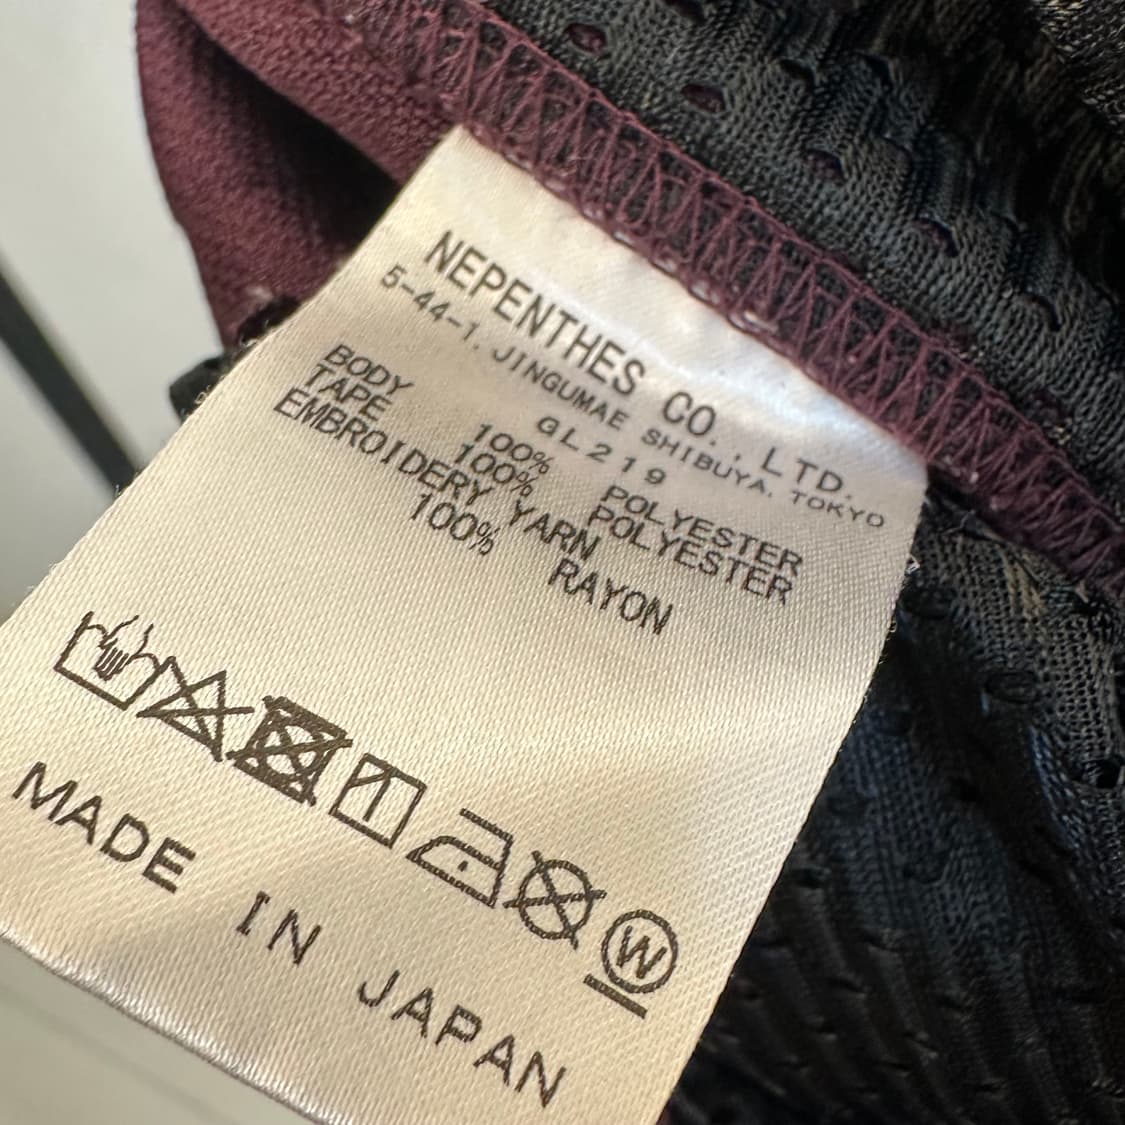 NEPENTHES CO., LTD.
5-44-1, JINGUMAE SHIBUYA, TOKYO
GL219
BODY 100% POLYESTER
TAPE 100% POLYESTER
EMBROIDERY YARN
100% RAYON
W
MADE IN JAPAN